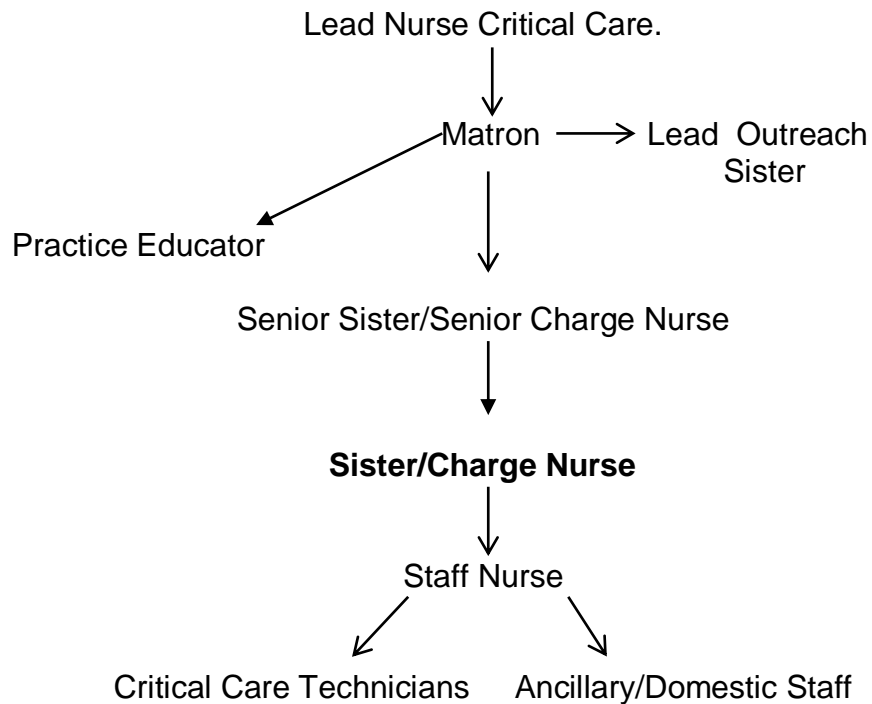 Lead Nurse Critical Care.
Matron
Lead Outreach
Sister
Practice Educator
Senior Sister/Senior Charge Nurse
Sister/Charge Nurse
Staff Nurse
Critical Care Technicians
Ancillary/Domestic Staff